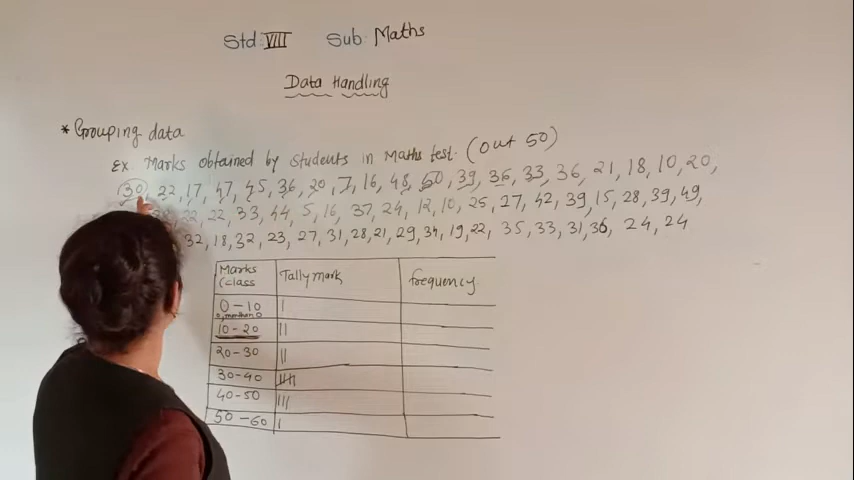 Std VIII Sub: Maths
Data Handling
* Grouping data
Ex Marks obtained by students in Maths test. (out 50)
30, 22, 17, 47, 45, 36, 20, 7, 16, 48, 50, 39, 36, 33, 36, 21, 18, 10, 20,
22, 22, 33, 44, 5, 16, 37, 24, 12, 10, 26, 27, 42, 39, 15, 28, 39, 49,
32, 18, 32, 23, 27, 31, 28, 21, 29, 34, 19, 22, 35, 33, 31, 36, 24, 24
Marks Tally mark frequency
(class
0-10 |
10-20 ||
20-30 ||
30-40 ||||
40-50 |||
50-60 |